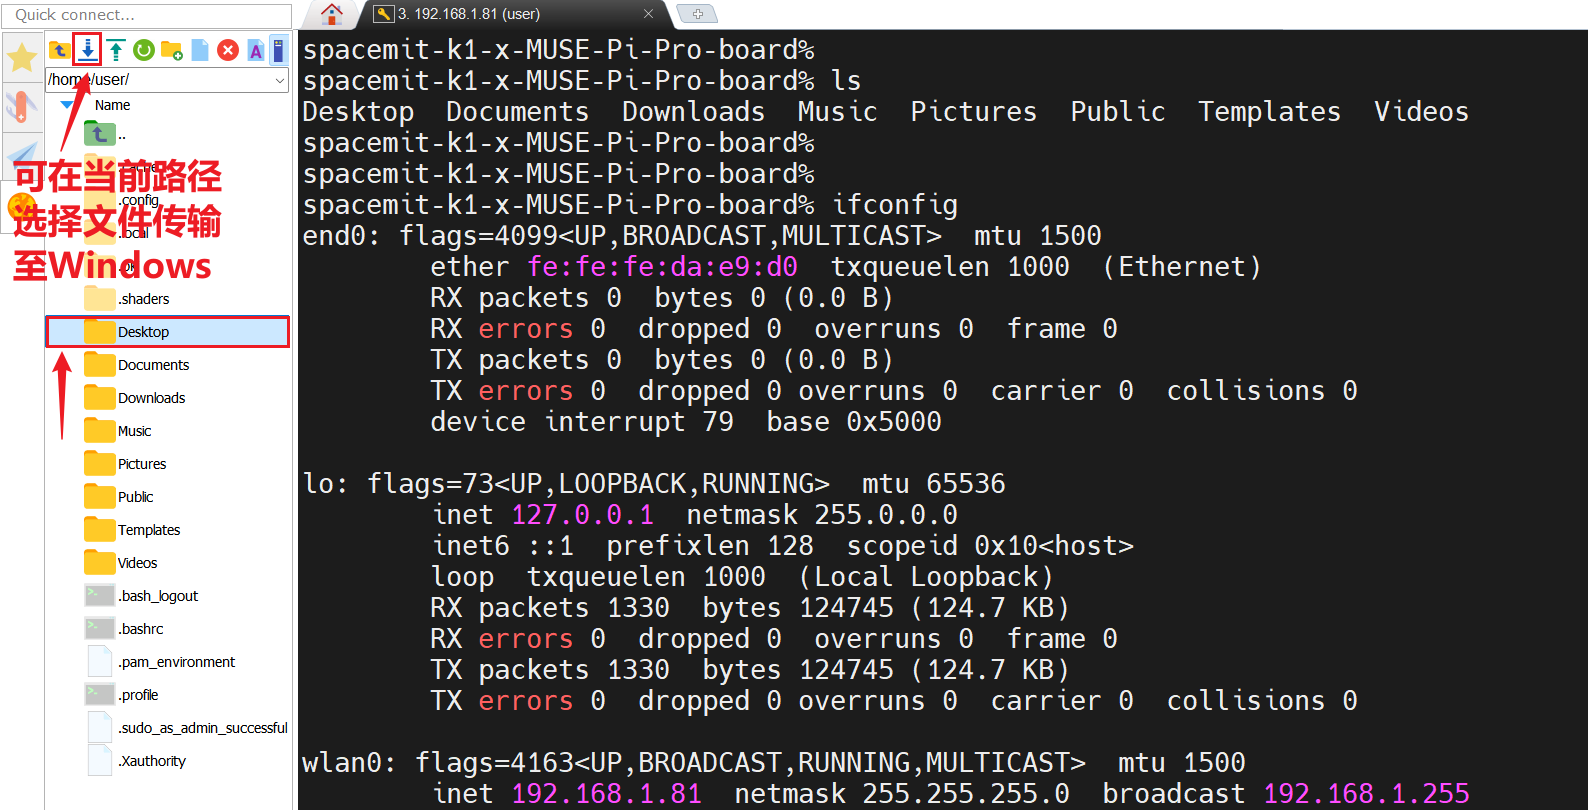 Quick connect...
3. 192.168.1.81 (user)
/home/user/
Name
..
可在当前路径
选择文件传输
至Windows
.config
.shaders
Desktop
Documents
Downloads
Music
Pictures
Public
Templates
Videos
.bash_logout
.bashrc
.pam_environment
.profile
.sudo_as_admin_successful
.Xauthority
spacemit-k1-x-MUSE-Pi-Pro-board%
spacemit-k1-x-MUSE-Pi-Pro-board% ls
Desktop  Documents  Downloads  Music  Pictures  Public  Templates  Videos
spacemit-k1-x-MUSE-Pi-Pro-board%
spacemit-k1-x-MUSE-Pi-Pro-board%
spacemit-k1-x-MUSE-Pi-Pro-board% ifconfig
end0: flags=4099<UP,BROADCAST,MULTICAST>  mtu 1500
ether fe:fe:fe:da:e9:d0  txqueuelen 1000  (Ethernet)
RX packets 0  bytes 0 (0.0 B)
RX errors 0  dropped 0  overruns 0  frame 0
TX packets 0  bytes 0 (0.0 B)
TX errors 0  dropped 0 overruns 0  carrier 0  collisions 0
device interrupt 79  base 0x5000
lo: flags=73<UP,LOOPBACK,RUNNING>  mtu 65536
inet 127.0.0.1  netmask 255.0.0.0
inet6 ::1  prefixlen 128  scopeid 0x10<host>
loop  txqueuelen 1000  (Local Loopback)
RX packets 1330  bytes 124745 (124.7 KB)
RX errors 0  dropped 0  overruns 0  frame 0
TX packets 1330  bytes 124745 (124.7 KB)
TX errors 0  dropped 0 overruns 0  carrier 0  collisions 0
wlan0: flags=4163<UP,BROADCAST,RUNNING,MULTICAST>  mtu 1500
inet 192.168.1.81  netmask 255.255.255.0  broadcast 192.168.1.255